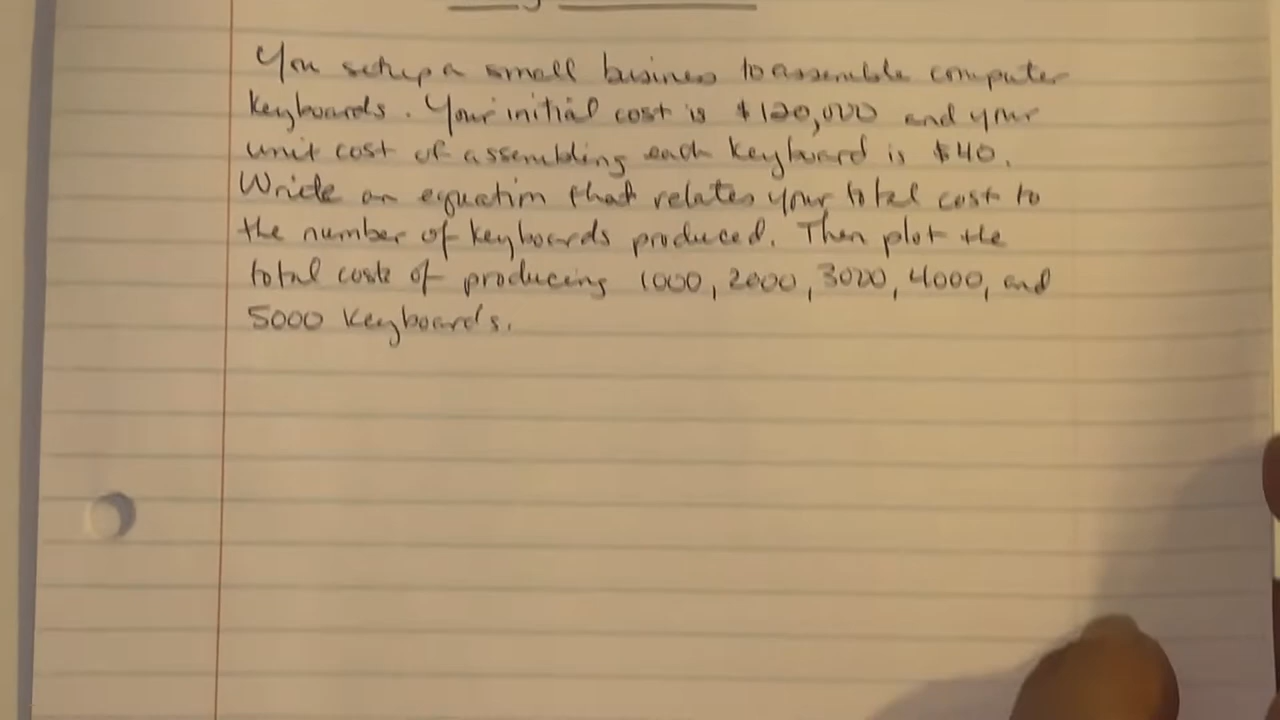 You setup a small business to assemble computer
keyboards. Your initial cost is $120,000 and your
unit cost of assembling each keyboard is $40.
Write an equation that relates your total cost to
the number of keyboards produced. Then plot the
total costs of producing 1000, 2000, 3000, 4000, and
5000 keyboards.